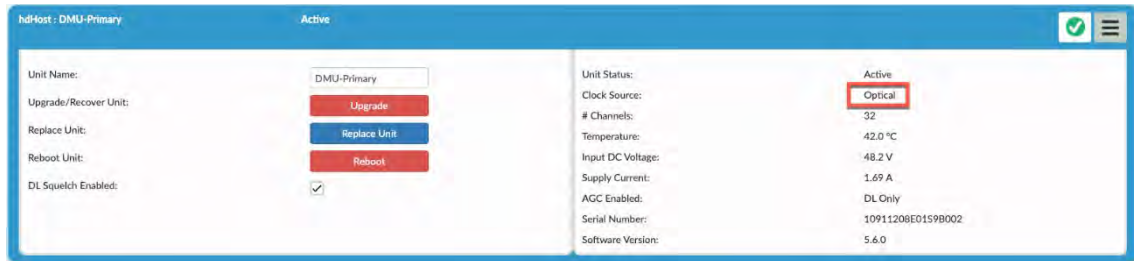 hdHost : DMU-Primary Active
Unit Name: DMU-Primary
Upgrade/Recover Unit: Upgrade
Replace Unit: Replace Unit
Reboot Unit: Reboot
DL Squelch Enabled:
Unit Status: Active
Clock Source: Optical
# Channels: 32
Temperature: 42.0 °C
Input DC Voltage: 48.2 V
Supply Current: 1.69 A
AGC Enabled: DL Only
Serial Number: 10911208E01S9B002
Software Version: 5.6.0